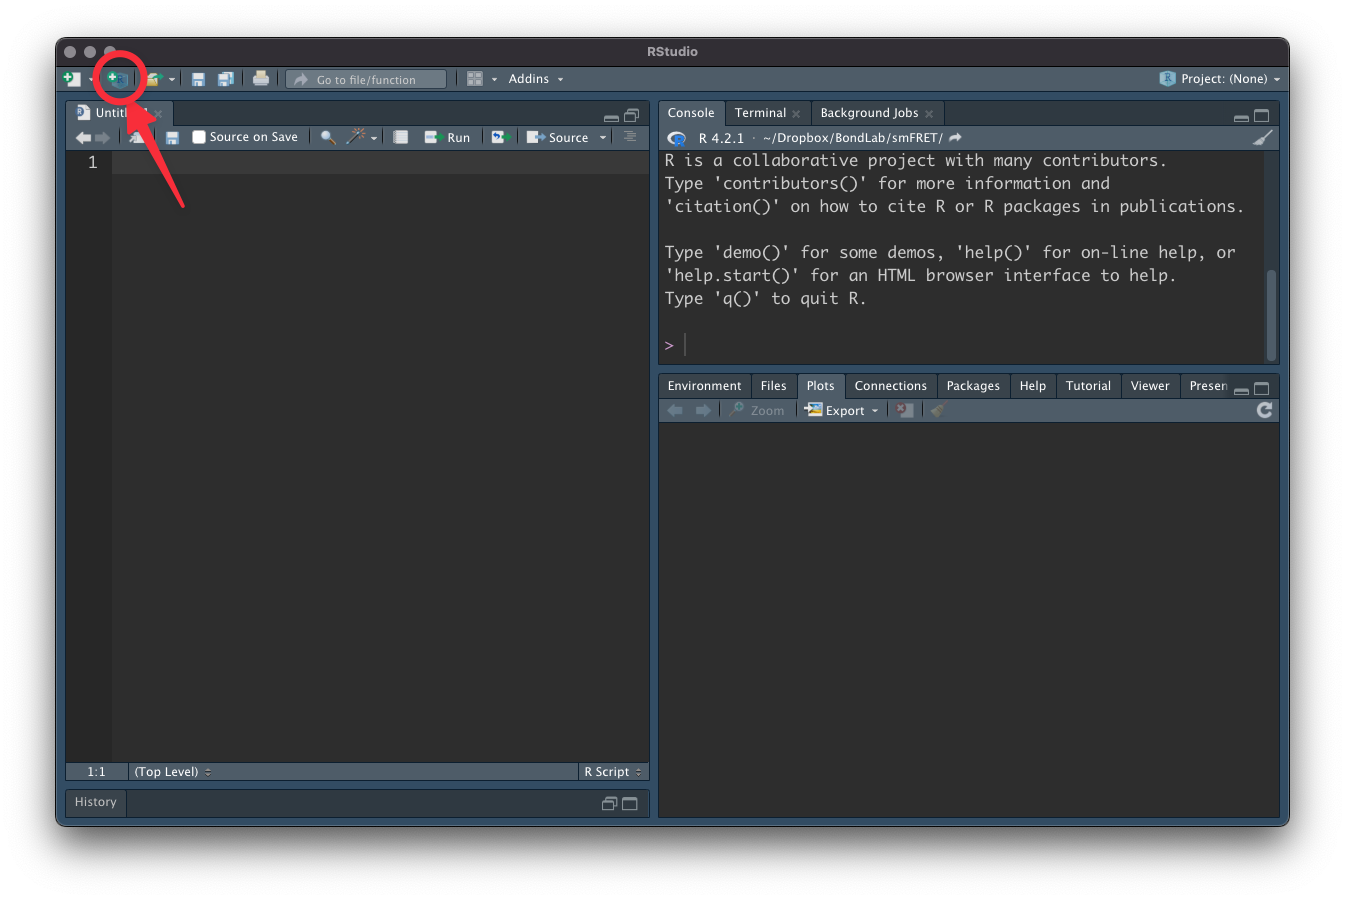 RStudio
Go to file/function
Addins
Project: (None)
Source on Save
Run
Source
1
1:1
(Top Level)
R Script
History
Console
Terminal
Background Jobs
R 4.2.1 · ~/Dropbox/BondLab/smFRET/
R is a collaborative project with many contributors.
Type 'contributors()' for more information and
'citation()' on how to cite R or R packages in publications.
Type 'demo()' for some demos, 'help()' for on-line help, or
'help.start()' for an HTML browser interface to help.
Type 'q()' to quit R.
>
Environment
Files
Plots
Connections
Packages
Help
Tutorial
Viewer
Presen
Zoom
Export